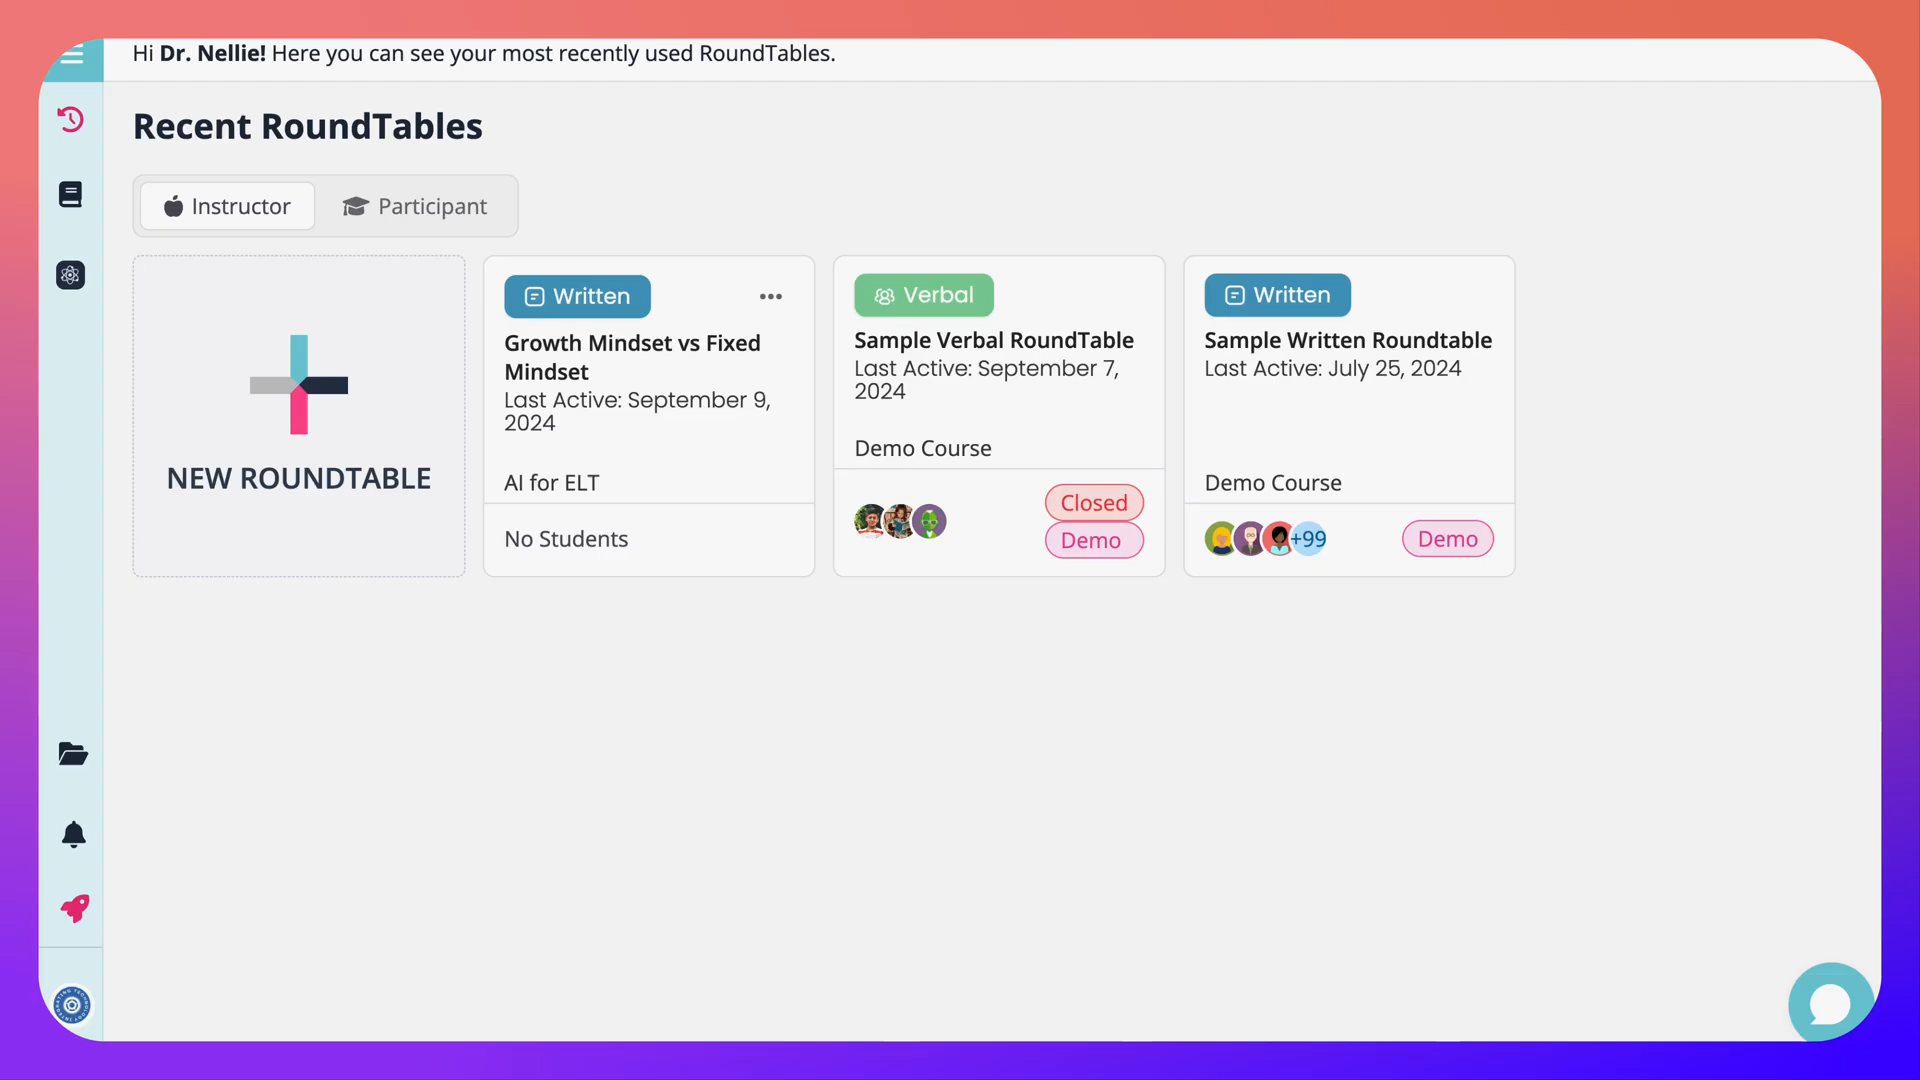 Hi Dr. Nellie! Here you can see your most recently used RoundTables.
Recent RoundTables
Instructor
Participant
NEW ROUNDTABLE
Written
Growth Mindset vs Fixed
Mindset
Last Active: September 9,
2024
AI for ELT
No Students
Verbal
Sample Verbal RoundTable
Last Active: September 7,
2024
Demo Course
Closed
Demo
Written
Sample Written Roundtable
Last Active: July 25, 2024
Demo Course
+99
Demo